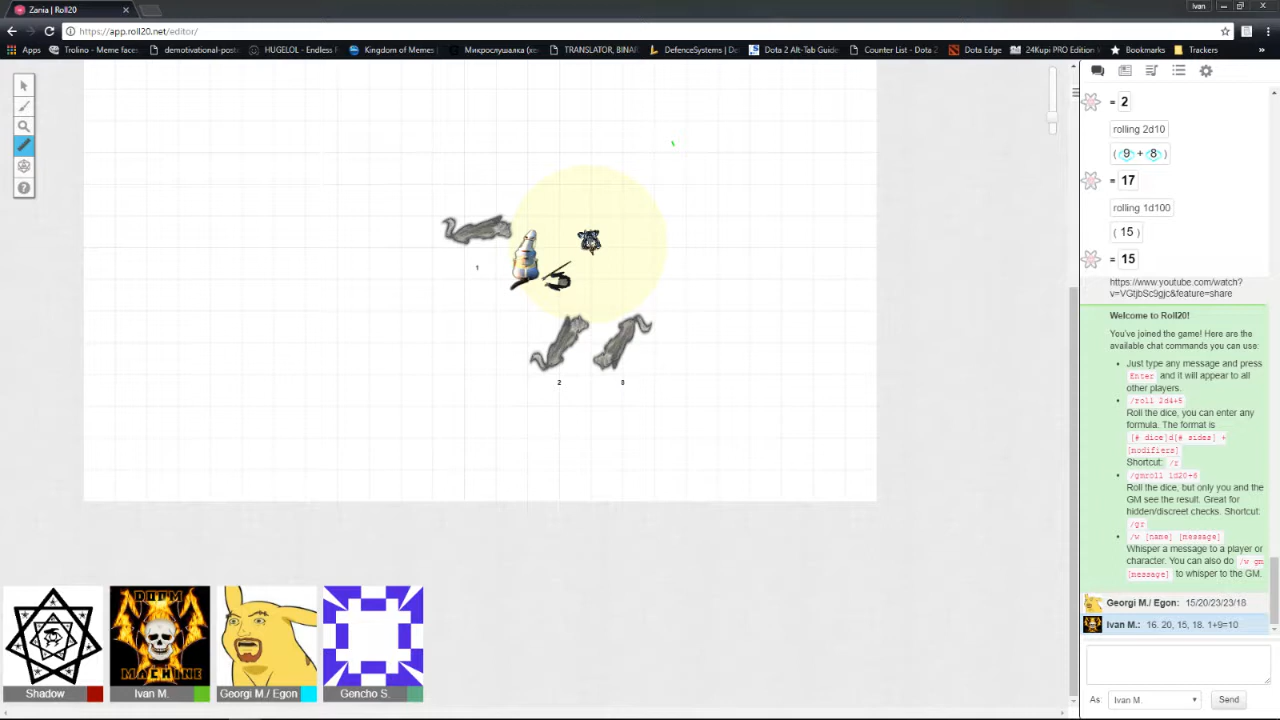 Zania | Roll20
Ivan
https://app.roll20.net/editor/
Apps
Trolino - Meme faces
demotivational-pos
HUGELOL - Endless F
Kingdom of Memes
Микрослушалка (ев
TRANSLATOR, BINAR
DefenceSystems | De
Dota 2 Alt-Tab Guide
Counter List - Dota 2
Dota Edge
24Kupi PRO Edition
Bookmarks
Trackers
»
1
2
3
= 2
rolling 2d10
( 9 + 8 )
= 17
rolling 1d100
( 15 )
= 15
https://www.youtube.com/watch?
v=VGtjbSc9gjc&feature=share
Welcome to Roll20!
You've joined the game! Here are the
available chat commands you can use:
Just type any message and press
Enter and it will appear to all
other players.
/roll 2d4+5
Roll the dice, you can enter any
formula. The format is
[# dice]d[# sides] +
[modifiers]
Shortcut: /r
/gmroll 1d20+6
Roll the dice, but only you and the
GM see the result. Great for
hidden/discreet checks. Shortcut:
/gr
/w [name] [message]
Whisper a message to a player or
character. You can also do /w gm
[message] to whisper to the GM.
Georgi M./ Egon: 15/20/23/23/18
Ivan M.: 16. 20, 15, 18. 1+9=10
As Ivan M. Send
DOOM
MACHINE
Shadow
Ivan M.
Georgi M./ Egon
Gencho S.